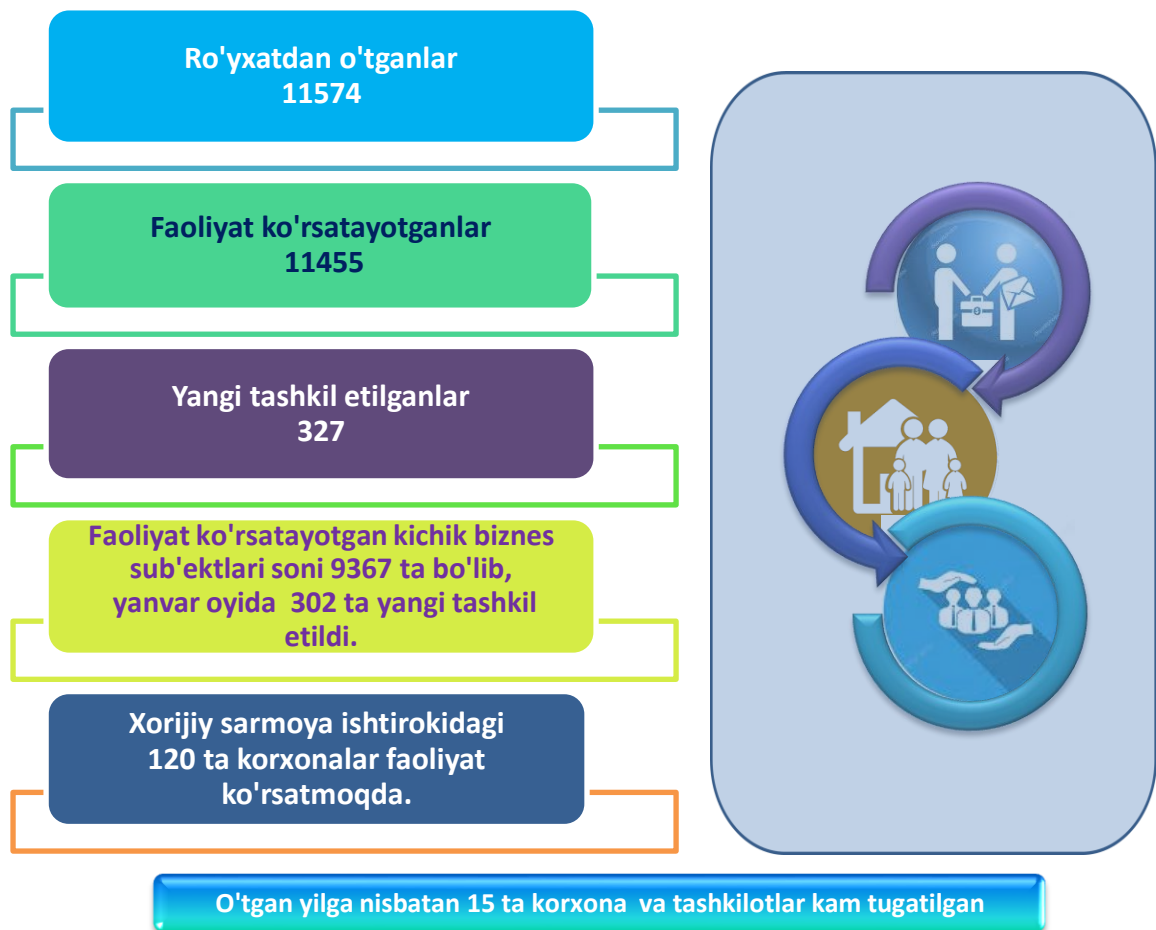 Ro'yxatdan o'tganlar
11574
Faoliyat ko'rsatayotganlar
11455
Yangi tashkil etilganlar
327
Faoliyat ko'rsatayotgan kichik biznes
sub'ektlari soni 9367 ta bo'lib,
yanvar oyida 302 ta yangi tashkil
etildi.
Xorijiy sarmoya ishtirokidagi
120 ta korxonalar faoliyat
ko'rsatmoqda.
O'tgan yilga nisbatan 15 ta korxona va tashkilotlar kam tugatilgan